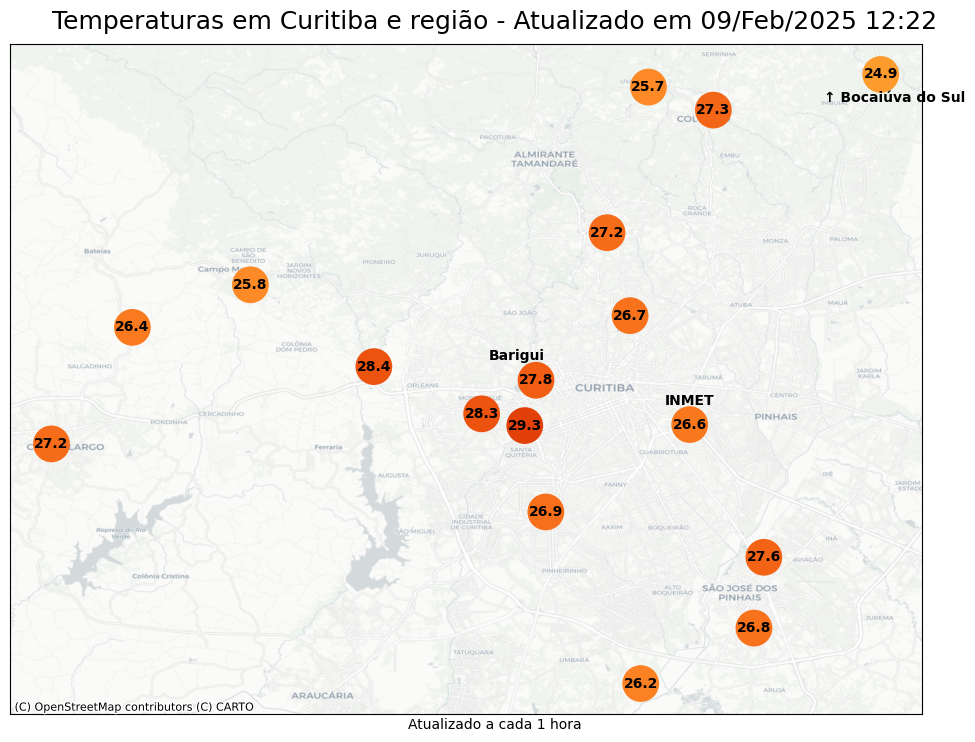 Temperaturas em Curitiba e região - Atualizado em 09/Feb/2025 12:22
SERRINHA
24.9
25.7
↑ Bocaiúva do Sul
27.3
PACOTUBA
ALMIRANTE
TAMANDARÉ
EMBU
ROÇA
GRANDE
27.2
MONZA
PALOMA
Bateias
CAMPO DE
SÃO
BENEDITO
JURUQUI
PIONEIRO
JARDIM
NOVOS
HORIZONTES
25.8
ATUBA
MAUÁ
SÃO JOÃO
26.7
26.4
COLÔNIA
DOM PEDRO
Barigui
28.4
SALGADINHO
27.8
TARUMÃ
JARDIM
KARLA
ORLEANS
CURITIBA
CENTRO
INMET
28.3
CERCADINHO
RONDINHA
PINHAIS
29.3
26.6
27.2
Ferraria
SANTA
QUITÉRIA
CUABIROTUBA
AUGUSTA
IPÊ
FANNY
JARDIM
ESTADO
26.9
CIDADE
INDUSTRIAL
DE CURITIBA
SÃO MIGUEL
XAXIM
BOQUEIRÃO
Represa do Rio
Verde
INÁ
27.6
AVIAÇÃO
Colônia Cristina
PINHEIRINHO
ALTO
BOQUEIRÃO
SÃO JOSÉ DOS
PINHAIS
26.8
JUREMA
TATUQUARA
UMBARÁ
26.2
ARUJÁ
ARAUCÁRIA
(C) OpenStreetMap contributors (C) CARTO
Atualizado a cada 1 hora